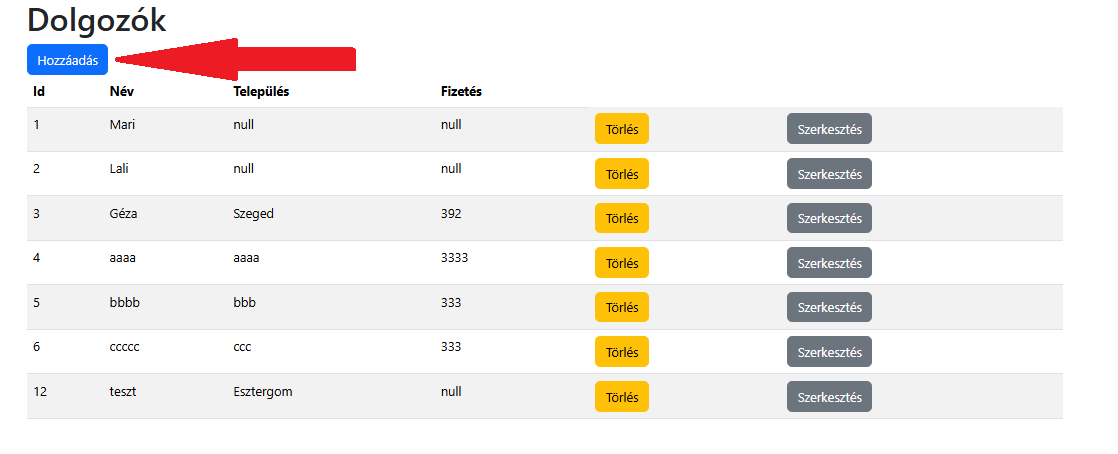 Dolgozók
Hozzáadás
Id Név Település Fizetés
1 Mari null null Törlés Szerkesztés
2 Lali null null Törlés Szerkesztés
3 Géza Szeged 392 Törlés Szerkesztés
4 aaaa aaaa 3333 Törlés Szerkesztés
5 bbbb bbb 333 Törlés Szerkesztés
6 ccccc ccc 333 Törlés Szerkesztés
12 teszt Esztergom null Törlés Szerkesztés